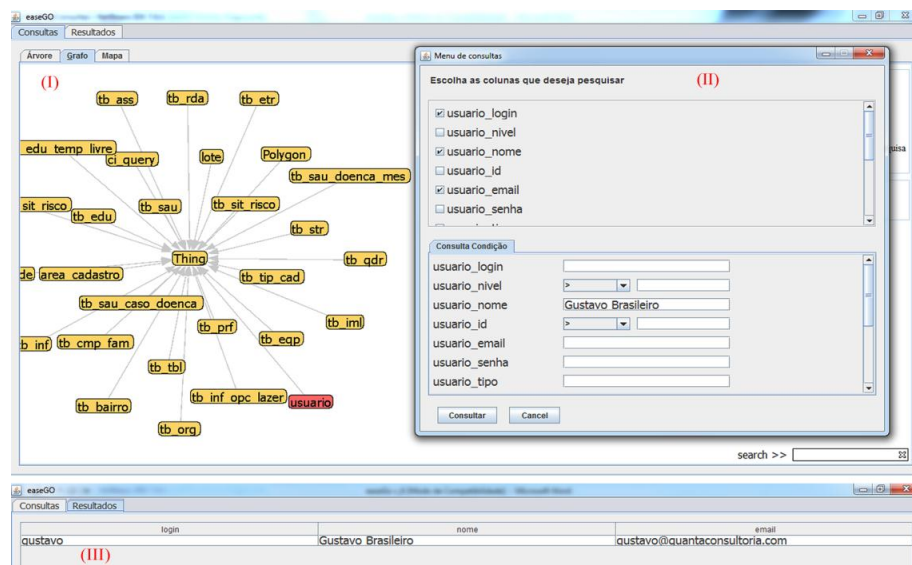 easeGO
Consultas Resultados
Árvore Grafo Mapa
(I)
tb_ass tb_rda tb_etr
edu_temp_livre ci_query lote Polygon
tb_sau_doenca_mes
sit_risco tb_edu tb_sau tb_sit_risco
tb_str
Thing tb_qdr
de area_cadastro tb_tip_cad
tb_sau_caso_doenca
tb_prf tb_iml
b_inf tb_cmp_fam tb_eqp
tb_tbl
tb_bairro tb_inf_opc_lazer usuario
tb_org
Menu de consultas
Escolha as colunas que deseja pesquisar
(II)
usuario_login
usuario_nivel
usuario_nome
usuario_id
usuario_email
usuario_senha
Consulta Condição
usuario_login
usuario_nivel >
usuario_nome Gustavo Brasileiro
usuario_id >
usuario_email
usuario_senha
usuario_tipo
Consultar Cancel
uisa
search >>
easeGO
Consultas Resultados
login nome email
gustavo Gustavo Brasileiro gustavo@quantaconsultoria.com
(III)